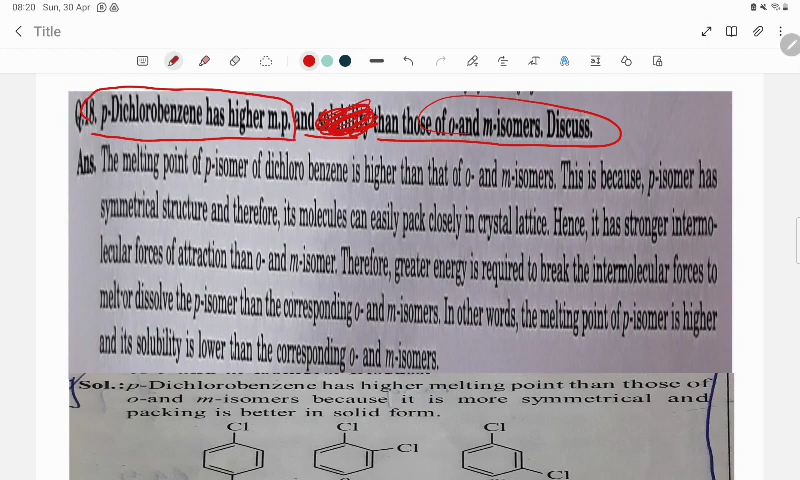 08:20 Sun, 30 Apr
Title
Q.18. p-Dichlorobenzene has higher m.p. and than those of o-and m-isomers. Discuss.
Ans. The melting point of p-isomer of dichloro benzene is higher than that of o- and m-isomers. This is because, p-isomer has
symmetrical structure and therefore, its molecules can easily pack closely in crystal lattice. Hence, it has stronger intermo-
lecular forces of attraction than o- and m-isomer. Therefore, greater energy is required to break the intermolecular forces to
melt or dissolve the p-isomer than the corresponding o- and m-isomers. In other words, the melting point of p-isomer is higher
and its solubility is lower than the corresponding o- and m-isomers.
Sol.: p-Dichlorobenzene has higher melting point than those of
o-and m-isomers because it is more symmetrical and
packing is better in solid form.
Cl Cl Cl
Cl
Cl